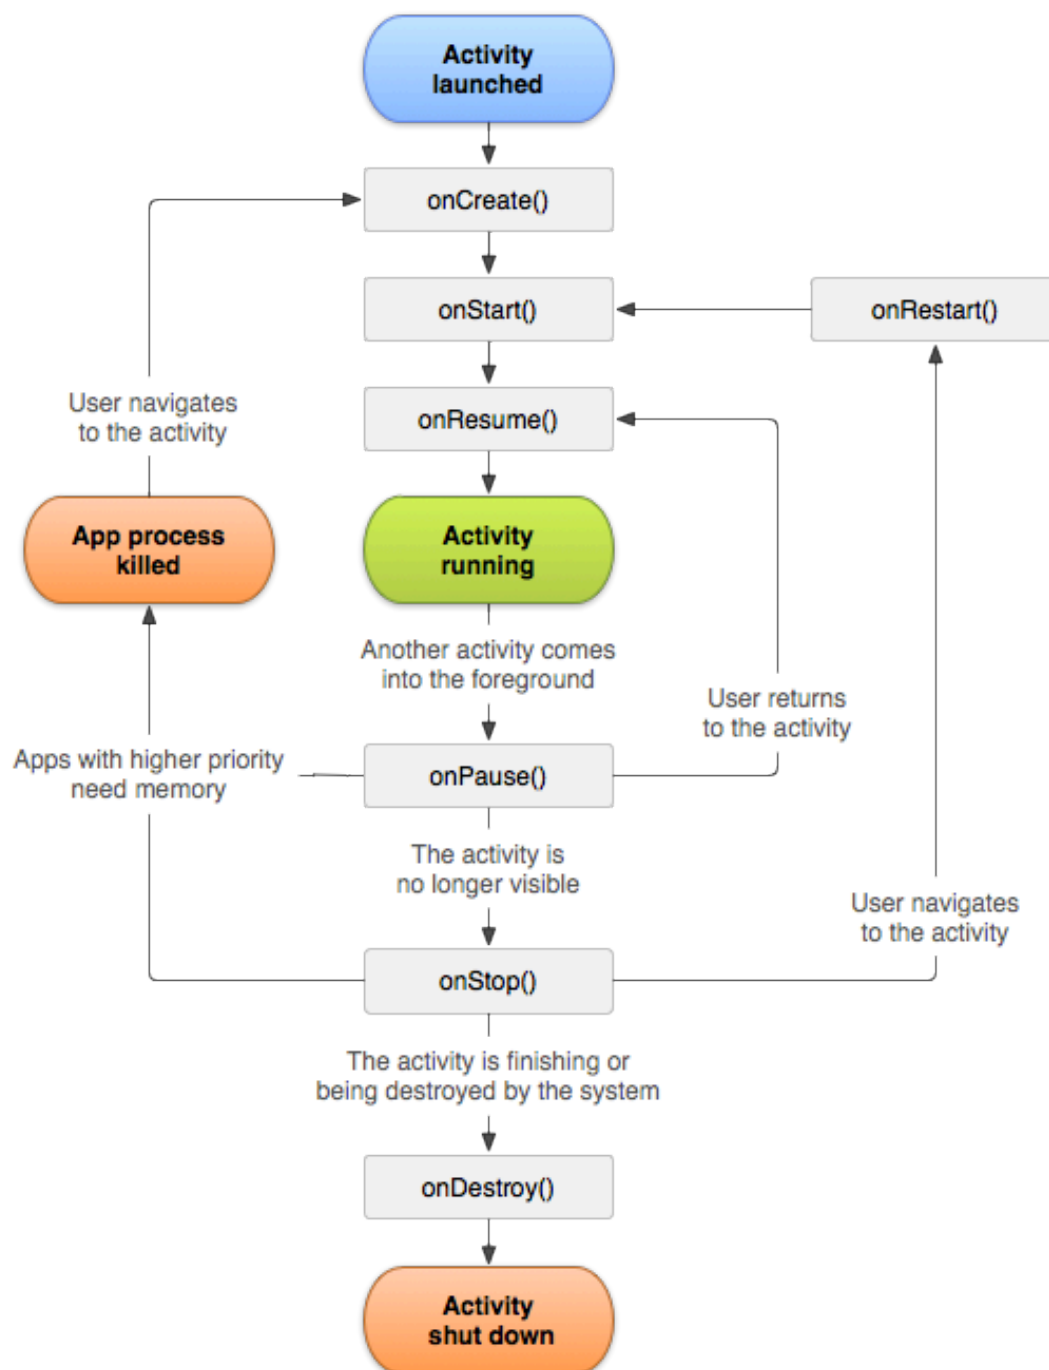 Activity
launched
onCreate()
onStart()
onRestart()
User navigates
to the activity
onResume()
App process
killed
Activity
running
Another activity comes
into the foreground
User returns
to the activity
Apps with higher priority
need memory
onPause()
The activity is
no longer visible
User navigates
to the activity
onStop()
The activity is finishing or
being destroyed by the system
onDestroy()
Activity
shut down